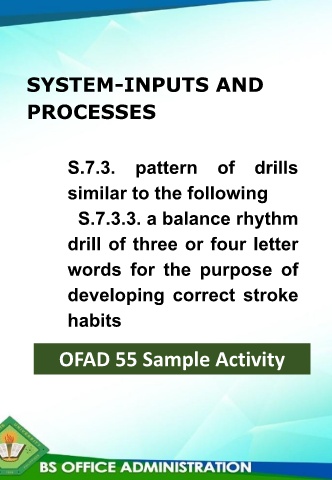 SYSTEM-INPUTS AND
PROCESSES
S.7.3. pattern of drills
similar to the following
S.7.3.3. a balance rhythm
drill of three or four letter
words for the purpose of
developing correct stroke
habits
OFAD 55 Sample Activity
BS OFFICE ADMINISTRATION